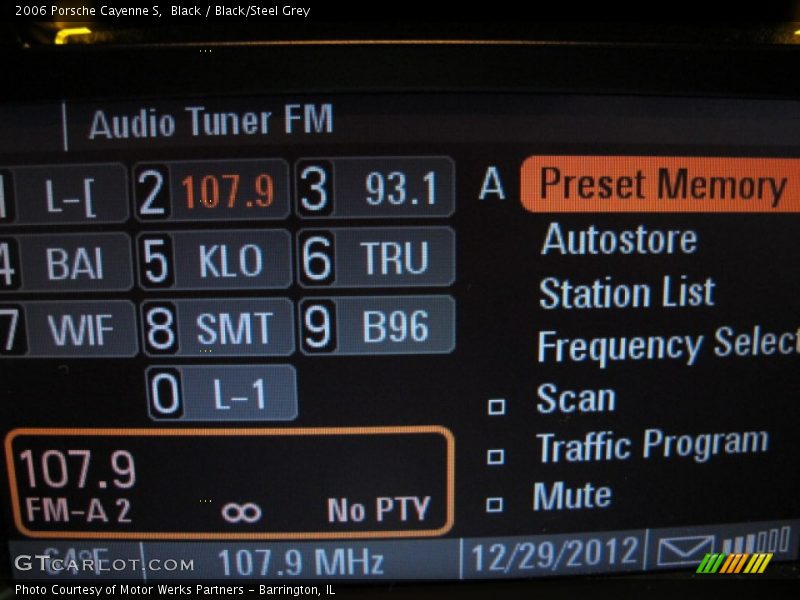 2006 Porsche Cayenne S, Black / Black/Steel Grey
Audio Tuner FM
1 L-[ 2 107.9 3 93.1 A Preset Memory
4 BAI 5 KLO 6 TRU Autostore
Station List
7 WIF 8 SMT 9 B96 Frequency Select
0 L-1 Scan
107.9 Traffic Program
FM-A 2 ∞ No PTY Mute
64°F 107.9 MHz 12/29/2012
GTCARLOT.COM
Photo Courtesy of Motor Werks Partners - Barrington, IL